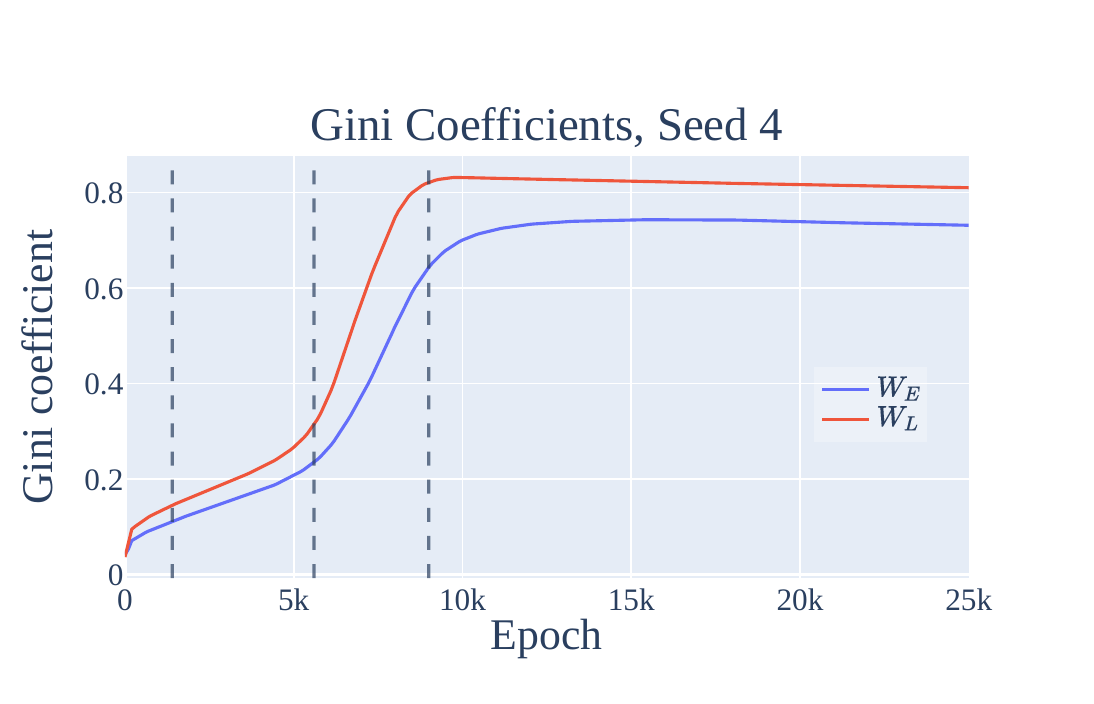 Gini Coefficients, Seed 4
Gini coefficient
0.8
0.6
0.4
0.2
0
0 5k 10k 15k 20k 25k
Epoch
W_E
W_L